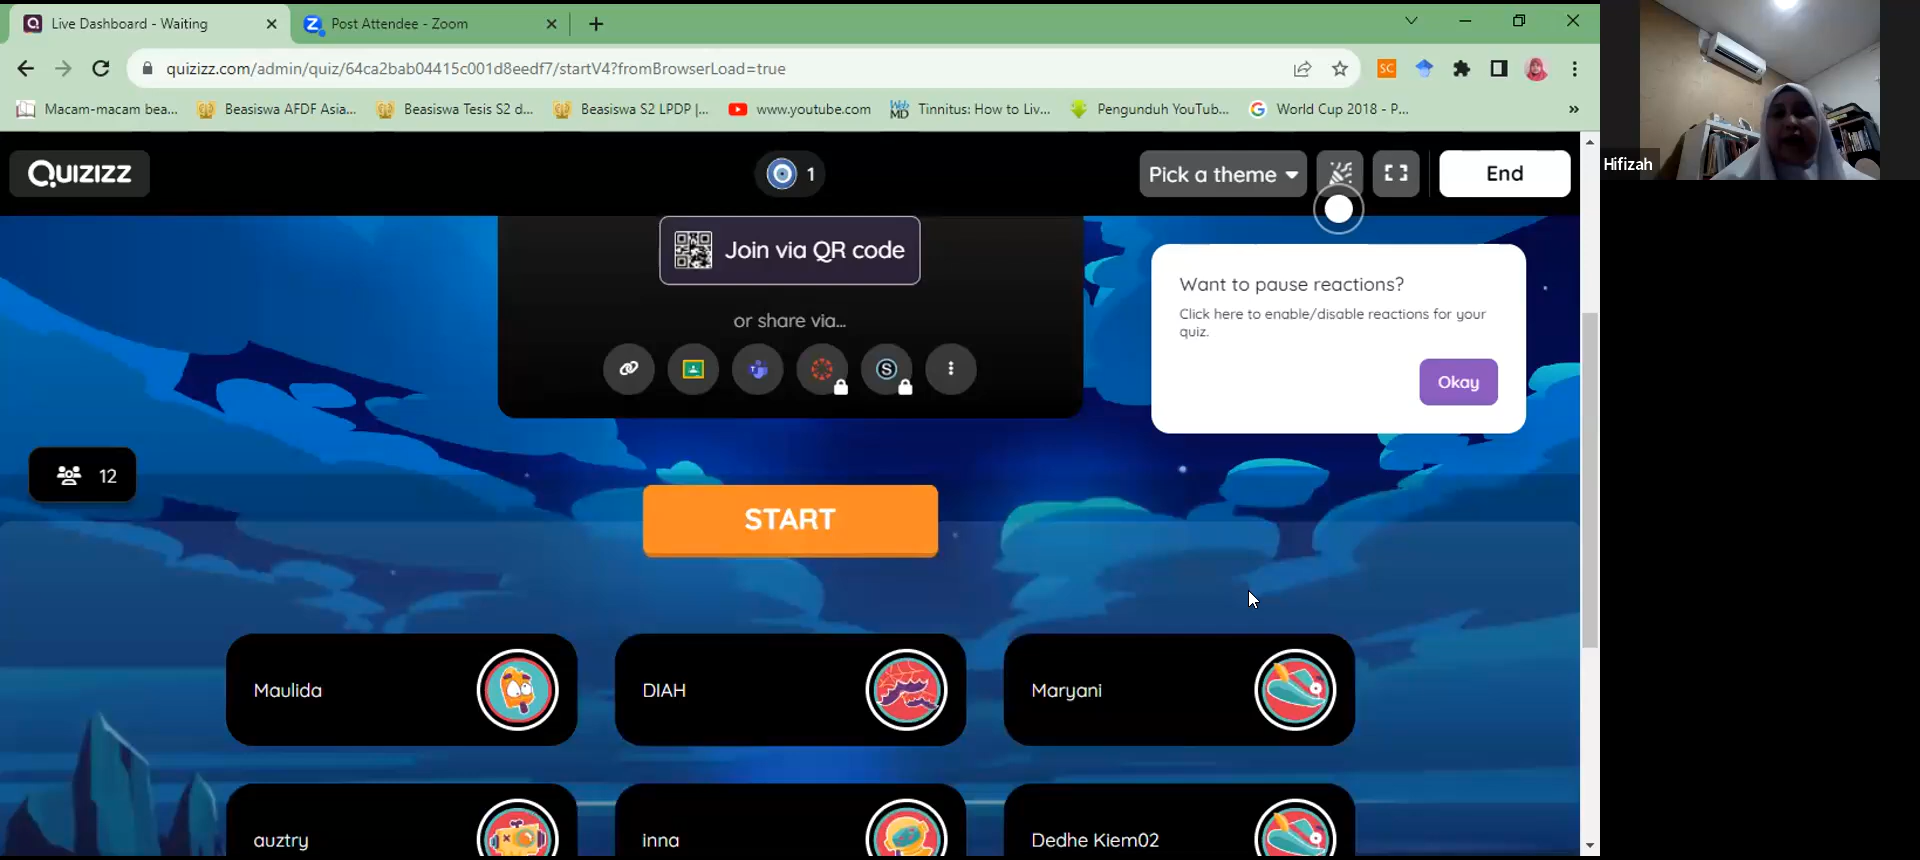 Live Dashboard - Waiting
Post Attendee - Zoom
quizizz.com/admin/quiz/64ca2bab04415c001d8eedf7/startV4?fromBrowserLoad=true
SC
Macam-macam bea...
Beasiswa AFDF Asia...
Beasiswa Tesis S2 d...
Beasiswa S2 LPDP |...
www.youtube.com
Web MD
Tinnitus: How to Liv...
Pengunduh YouTub...
World Cup 2018 - P...
»
Quizizz
1
Pick a theme
End
Hifizah
Join via QR code
or share via...
Want to pause reactions?
Click here to enable/disable reactions for your
quiz.
Okay
12
START
Maulida
DIAH
Maryani
auztry
inna
Dedhe Kiem02